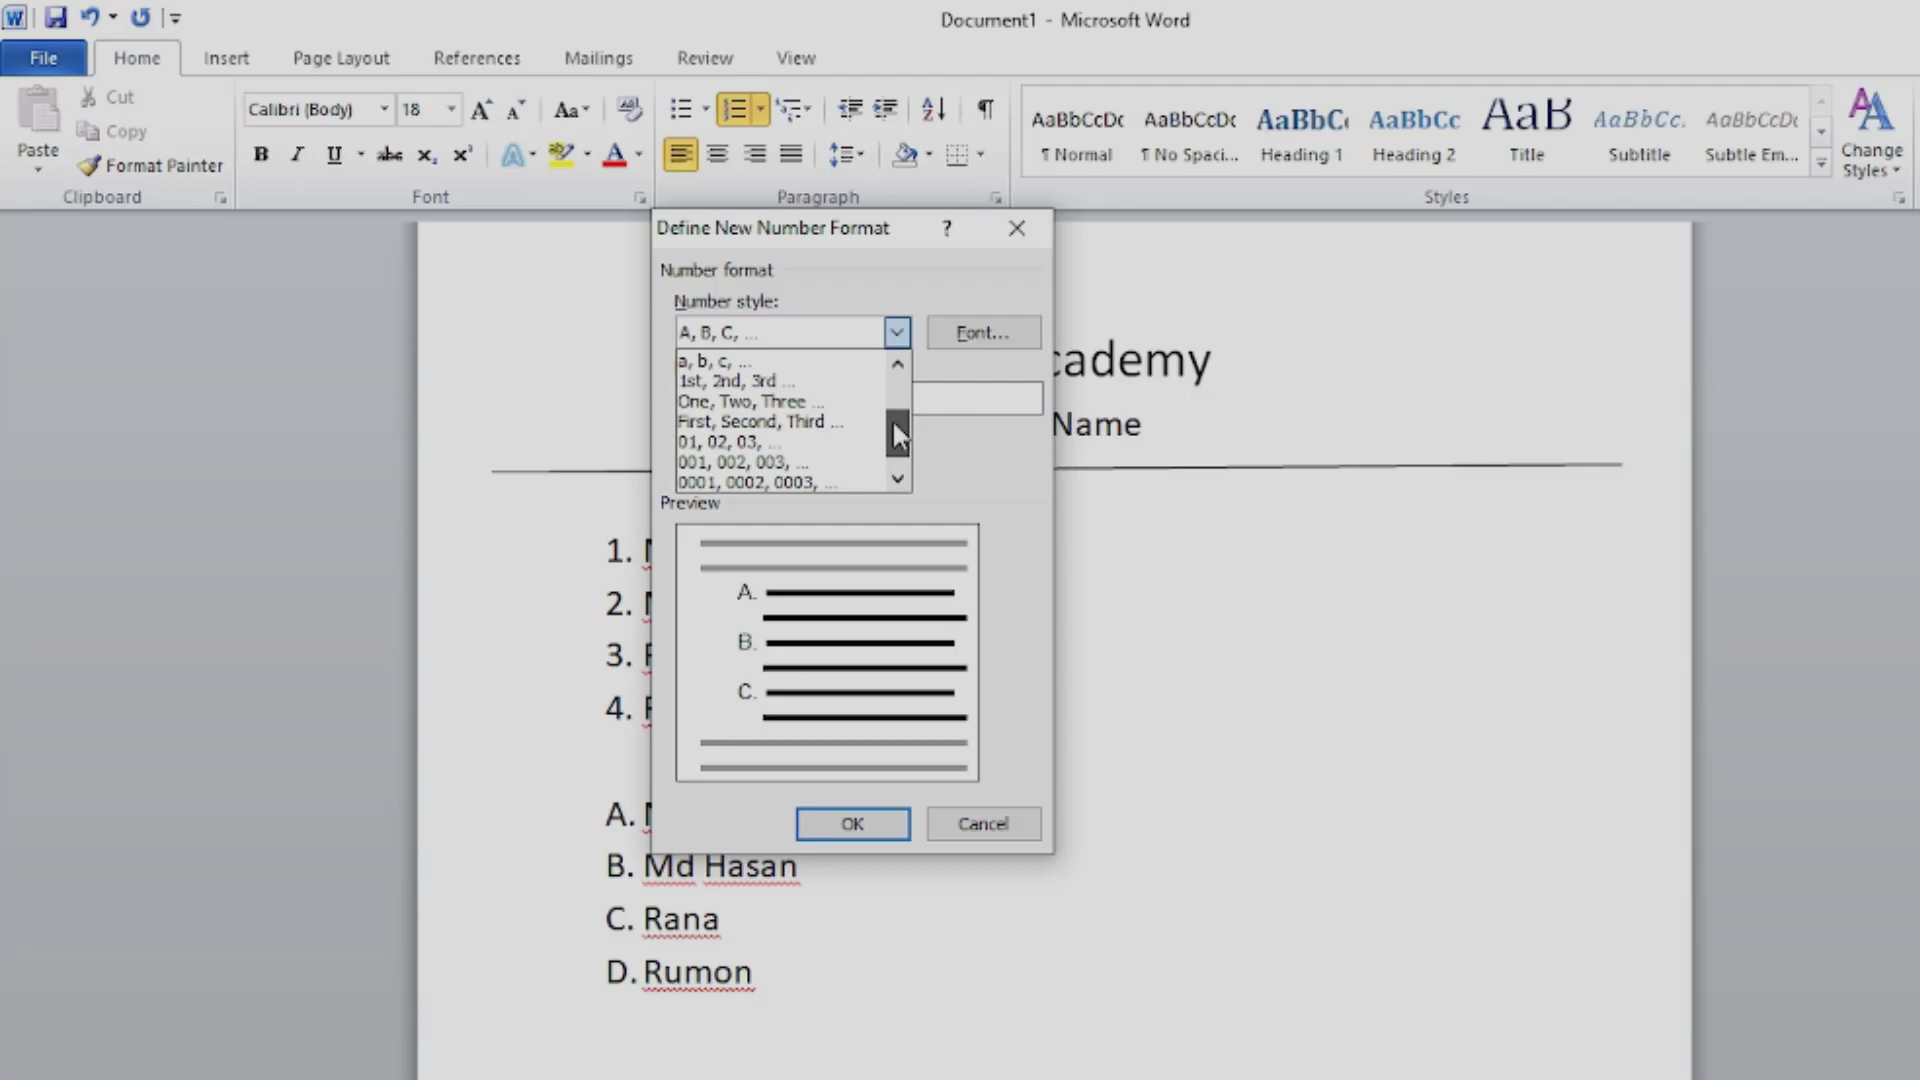 Document1 - Microsoft Word
File Home Insert Page Layout References Mailings Review View
Cut
Copy
Paste
Format Painter
Clipboard
Calibri (Body) 18
Font
Paragraph
AaBbCcDc AaBbCcDc AaBbC AaBbCc AaB AaBbCc. AaBbCcDc
¶ Normal ¶ No Spaci... Heading 1 Heading 2 Title Subtitle Subtle Em...
Change
Styles
Styles
Define New Number Format ?
Number format
Number style:
A, B, C, ... Font...
a, b, c, ...
1st, 2nd, 3rd ...
One, Two, Three ...
First, Second, Third ...
01, 02, 03, ...
001, 002, 003, ...
0001, 0002, 0003, ...
Preview
A.
B.
C.
OK Cancel
cademy
Name
1.
2.
3.
4.
A.
B. Md Hasan
C. Rana
D. Rumon